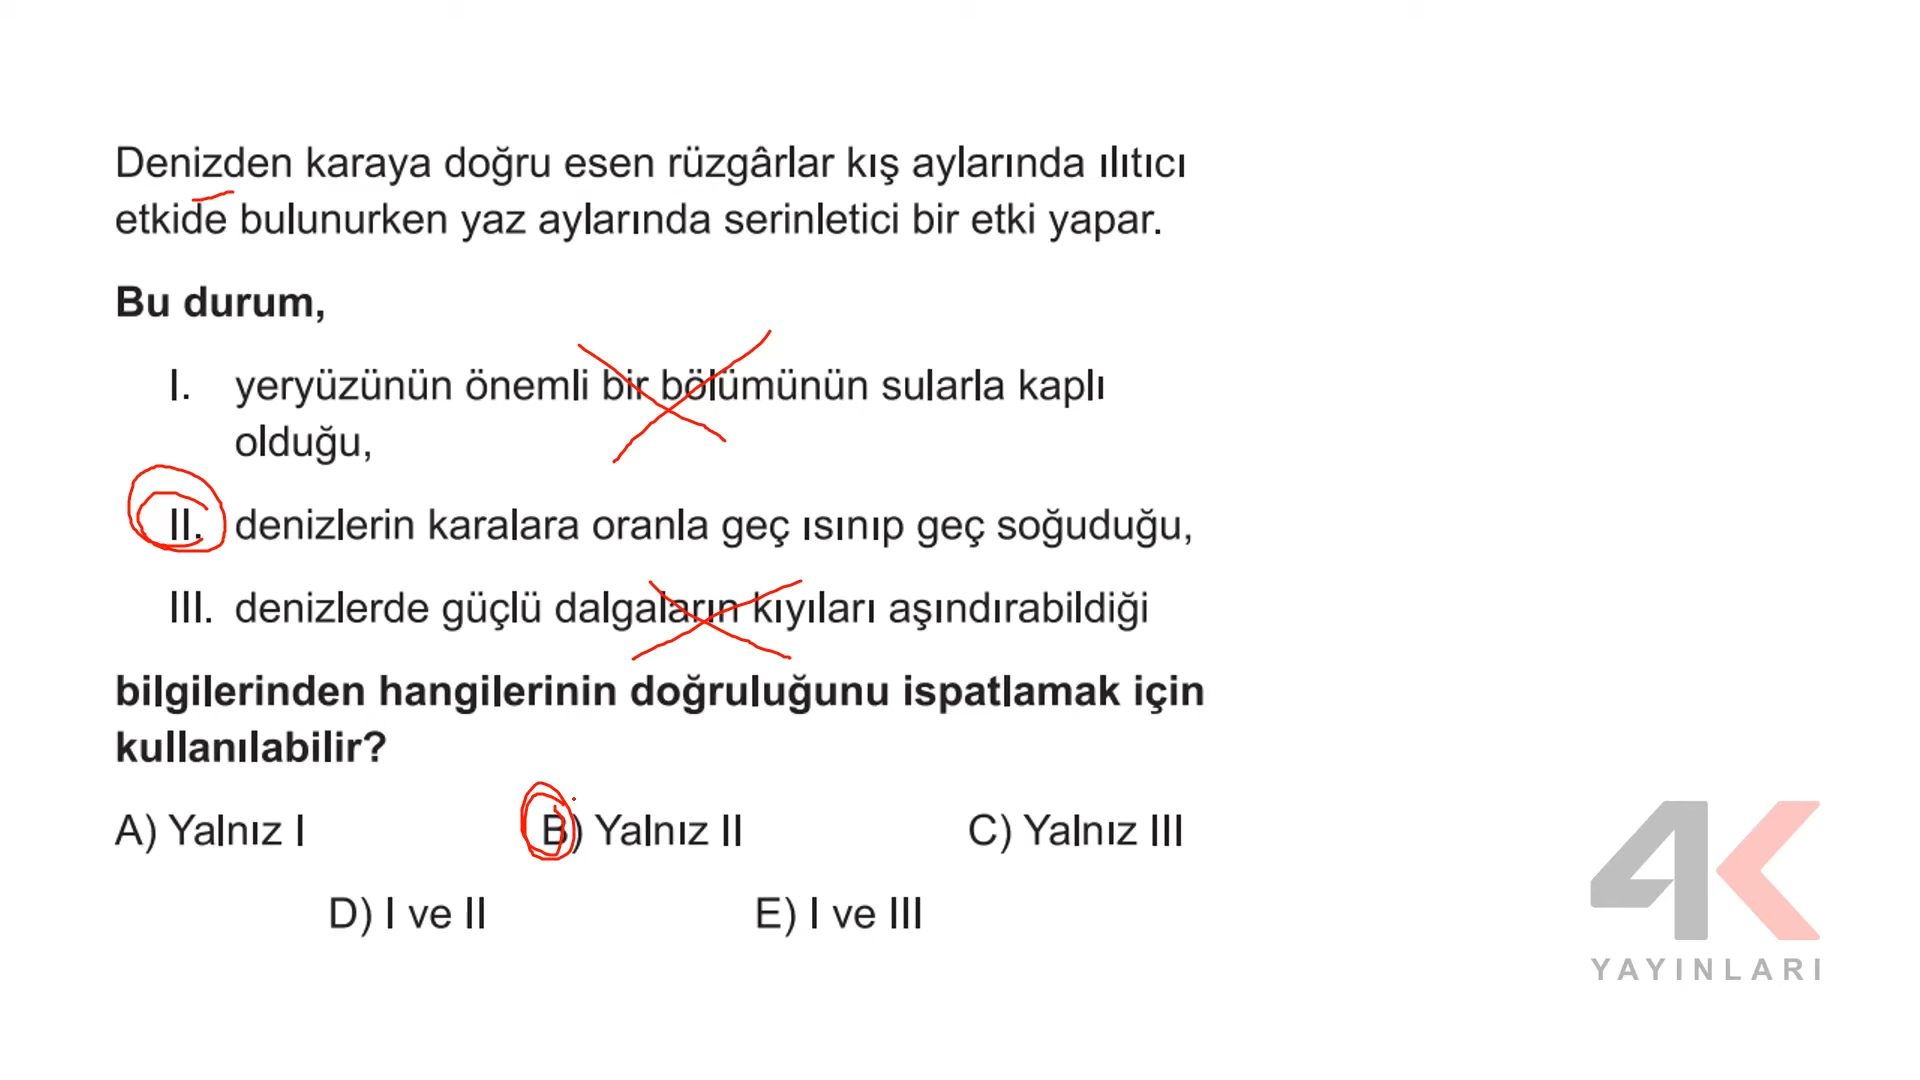 Denizden karaya doğru esen rüzgârlar kış aylarında ılıtıcı
etkide bulunurken yaz aylarında serinletici bir etki yapar.
Bu durum,
I. yeryüzünün önemli bir bölümünün sularla kaplı
olduğu,
II. denizlerin karalara oranla geç ısınıp geç soğuduğu,
III. denizlerde güçlü dalgaların kıyıları aşındırabildiği
bilgilerinden hangilerinin doğruluğunu ispatlamak için
kullanılabilir?
A) Yalnız I B) Yalnız II C) Yalnız III
D) I ve II E) I ve III
4K
YAYINLARI